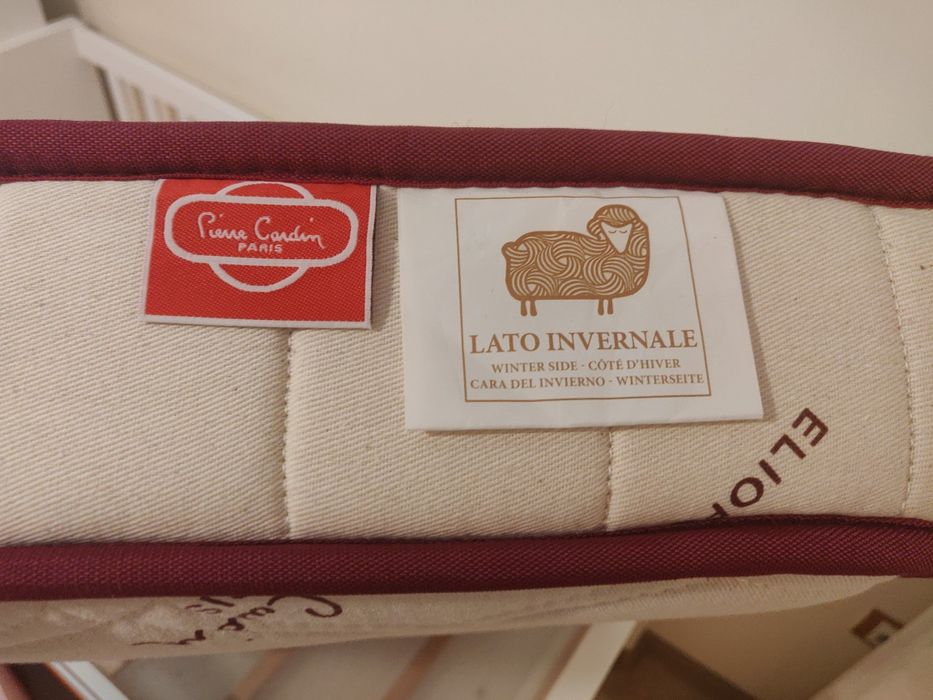 Pierre Cardin
PARIS
LATO INVERNALE
WINTER SIDE - CÔTÉ D'HIVER
CARA DEL INVIERNO - WINTERSEITE